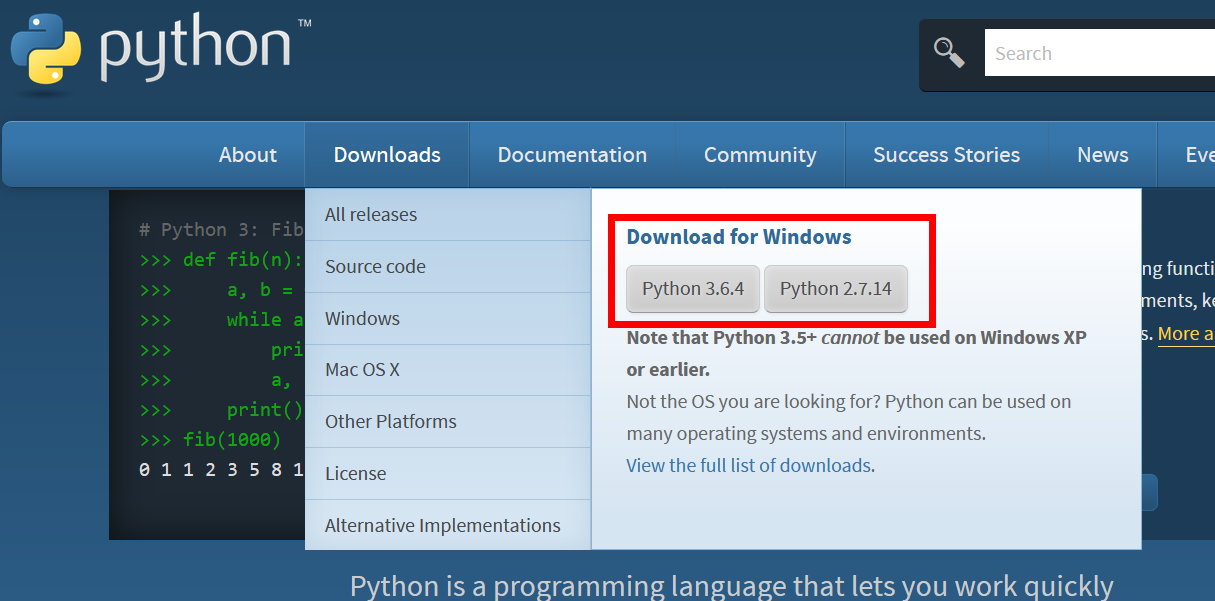 python™
Search
About
Downloads
Documentation
Community
Success Stories
News
All releases
Source code
Windows
Mac OS X
Other Platforms
License
Alternative Implementations
Download for Windows
Python 3.6.4
Python 2.7.14
Note that Python 3.5+ cannot be used on Windows XP
or earlier.
Not the OS you are looking for? Python can be used on
many operating systems and environments.
View the full list of downloads.
# Python 3: Fib
>>> def fib(n):
>>> a, b =
>>> while a
>>> pri
>>> a,
>>> print()
>>> fib(1000)
0 1 1 2 3 5 8 1
ng functi
ments, ke
s. More a
Python is a programming language that lets you work quickly